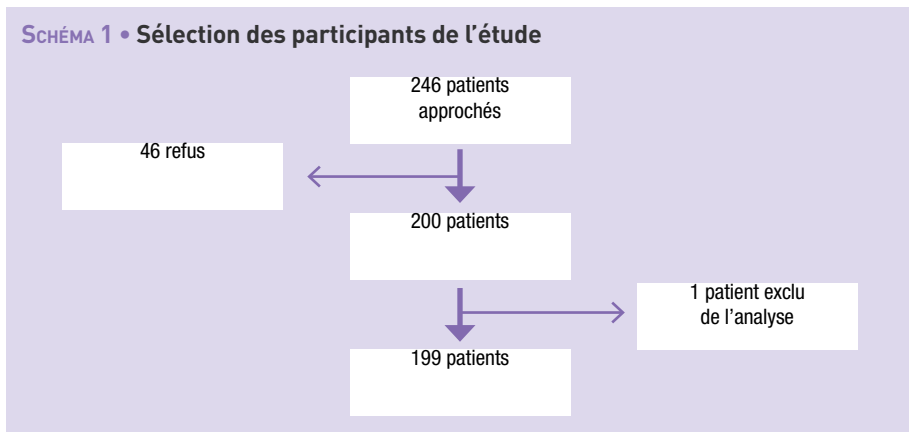 SCHÉMA 1 • Sélection des participants de l’étude
246 patients
approchés
46 refus
200 patients
1 patient exclu
de l’analyse
199 patients